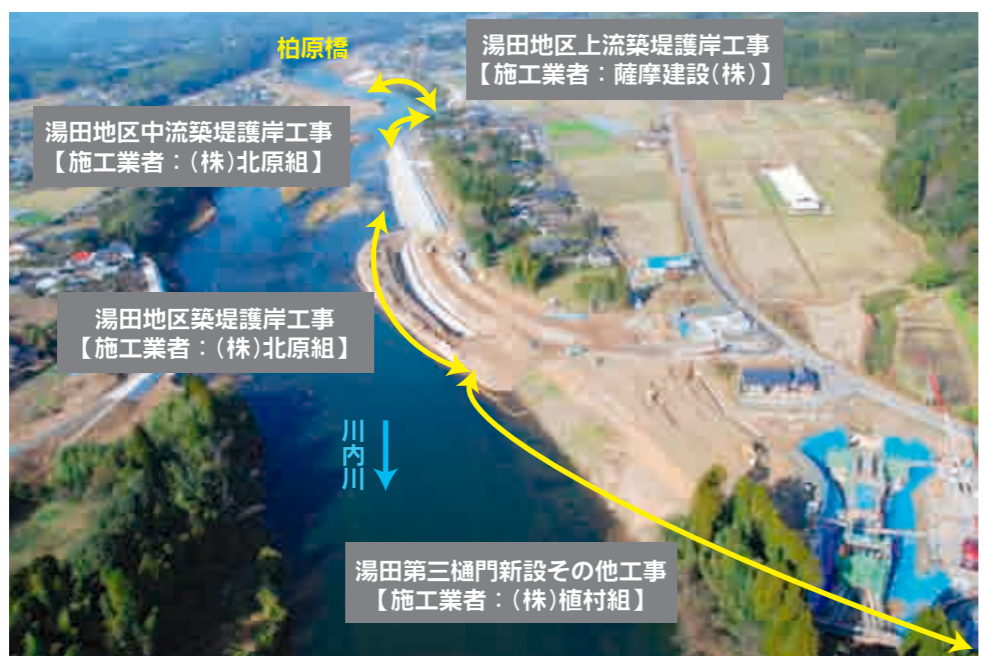 柏原橋
湯田地区上流築堤護岸工事
【施工業者：薩摩建設(株)】
湯田地区中流築堤護岸工事
【施工業者：(株)北原組】
湯田地区築堤護岸工事
【施工業者：(株)北原組】
川内川
湯田第三樋門新設その他工事
【施工業者：(株)植村組】